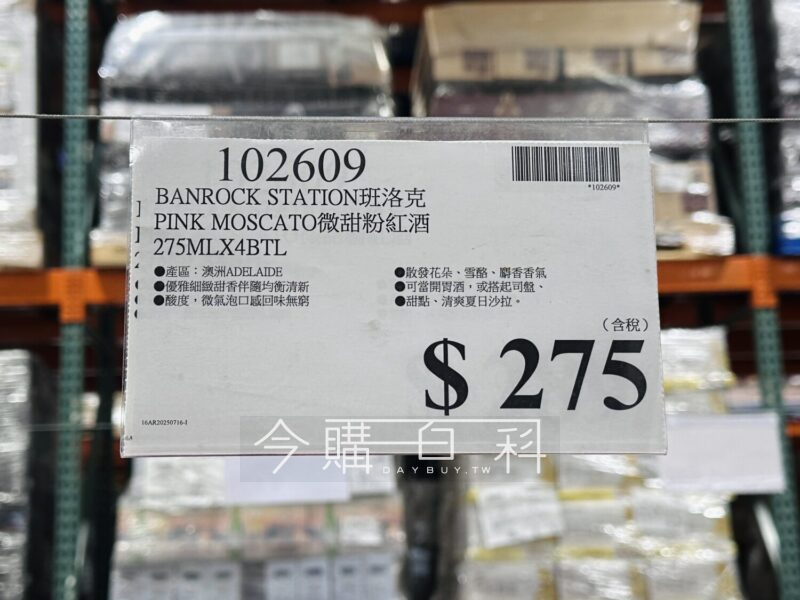 102609
*102609*
BANROCK STATION班洛克
PINK MOSCATO微甜粉紅酒
275MLX4BTL
●產區：澳洲ADELAIDE
●優雅細緻甜香伴隨均衡清新
●酸度，微氣泡口感回味無窮
●散發花朵、雪酪、麝香香氣
●可當開胃酒，或搭起司盤、
●甜點、清爽夏日沙拉。
（含稅）
$ 275
16AR20250716-I
今購百科
DAYBUY.TW